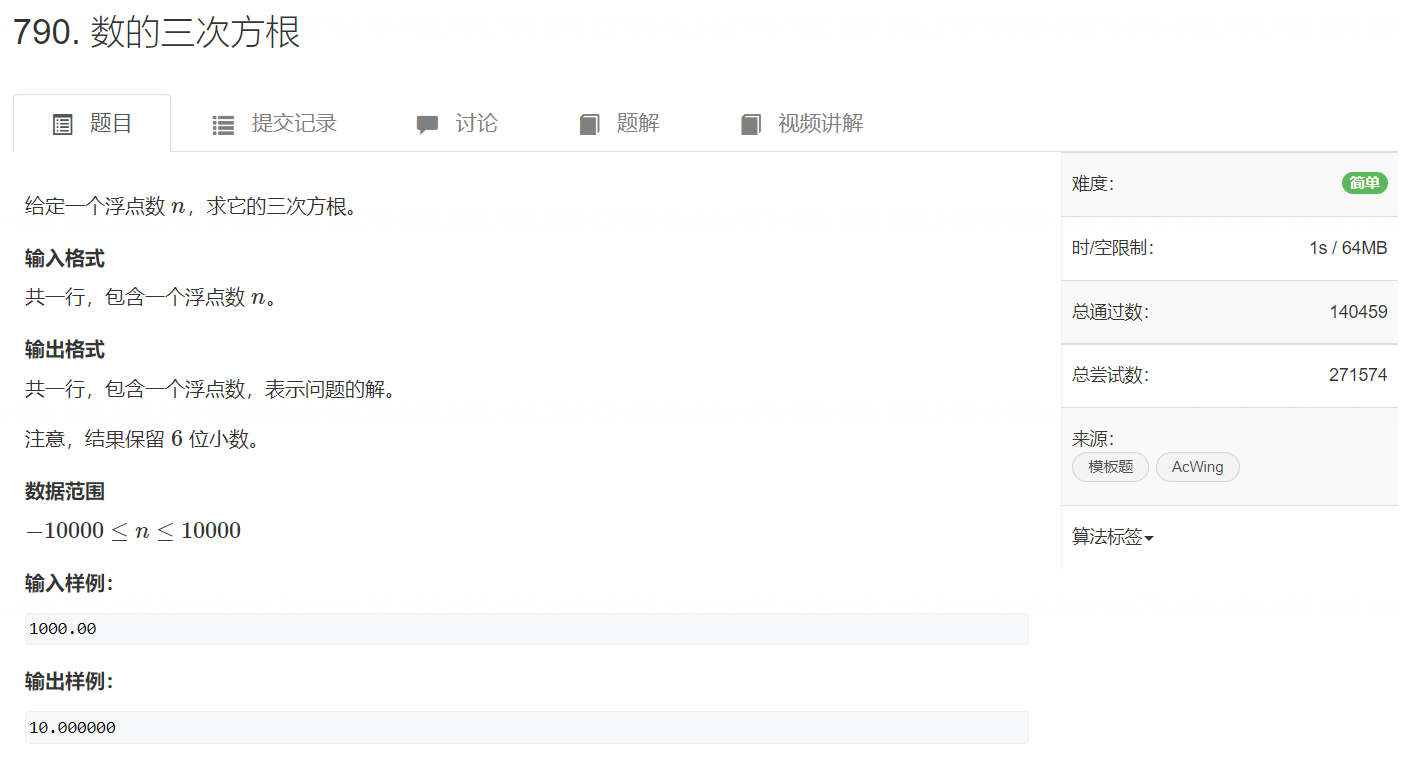 790. 数的三次方根
题目
提交记录
讨论
题解
视频讲解
给定一个浮点数 n，求它的三次方根。
输入格式
共一行，包含一个浮点数 n。
输出格式
共一行，包含一个浮点数，表示问题的解。
注意，结果保留 6 位小数。
数据范围
−10000 ≤ n ≤ 10000
输入样例：
1000.00
输出样例：
10.000000
难度：
简单
时/空限制：
1s / 64MB
总通过数：
140459
总尝试数：
271574
来源：
模板题
AcWing
算法标签